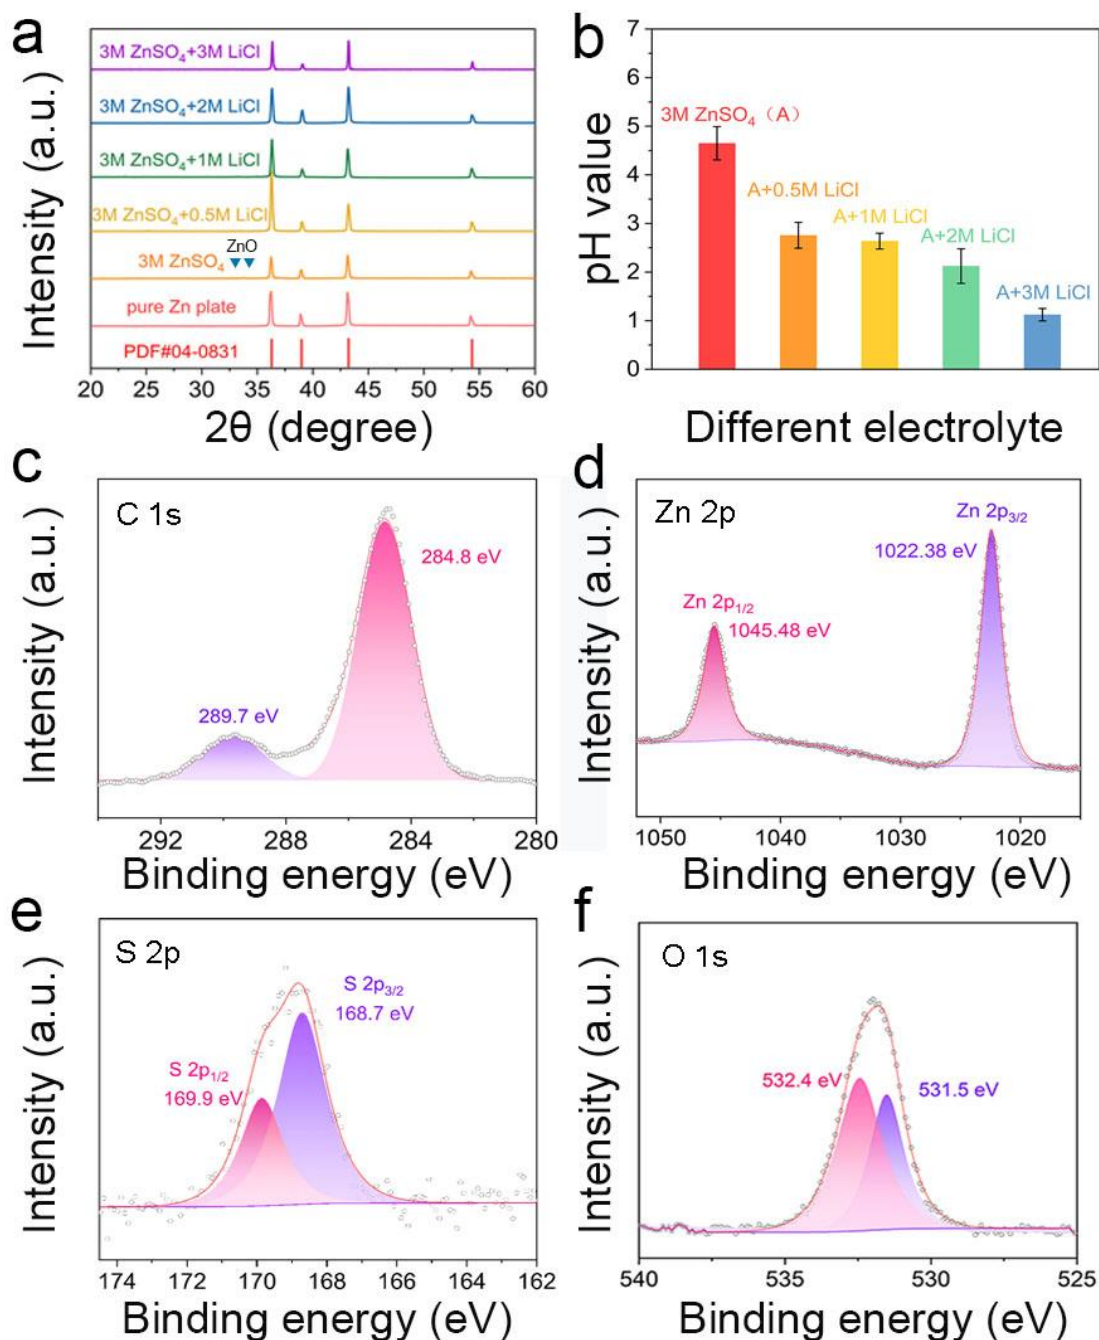 a
Intensity (a.u.)
3M ZnSO₄+3M LiCl
3M ZnSO₄+2M LiCl
3M ZnSO₄+1M LiCl
3M ZnSO₄+0.5M LiCl
ZnO
3M ZnSO₄
pure Zn plate
PDF#04-0831
20 25 30 35 40 45 50 55 60
2θ (degree)
b
pH value
7
6
5
4
3
2
1
0
3M ZnSO₄（A）
A+0.5M LiCl
A+1M LiCl
A+2M LiCl
A+3M LiCl
Different electrolyte
c
Intensity (a.u.)
C 1s
284.8 eV
289.7 eV
292 288 284 280
Binding energy (eV)
d
Intensity (a.u.)
Zn 2p
Zn 2p₃/₂
1022.38 eV
Zn 2p₁/₂
1045.48 eV
1050 1040 1030 1020
Binding energy (eV)
e
Intensity (a.u.)
S 2p
S 2p₃/₂
168.7 eV
S 2p₁/₂
169.9 eV
174 172 170 168 166 164 162
Binding energy (eV)
f
Intensity (a.u.)
O 1s
532.4 eV
531.5 eV
540 535 530 525
Binding energy (eV)